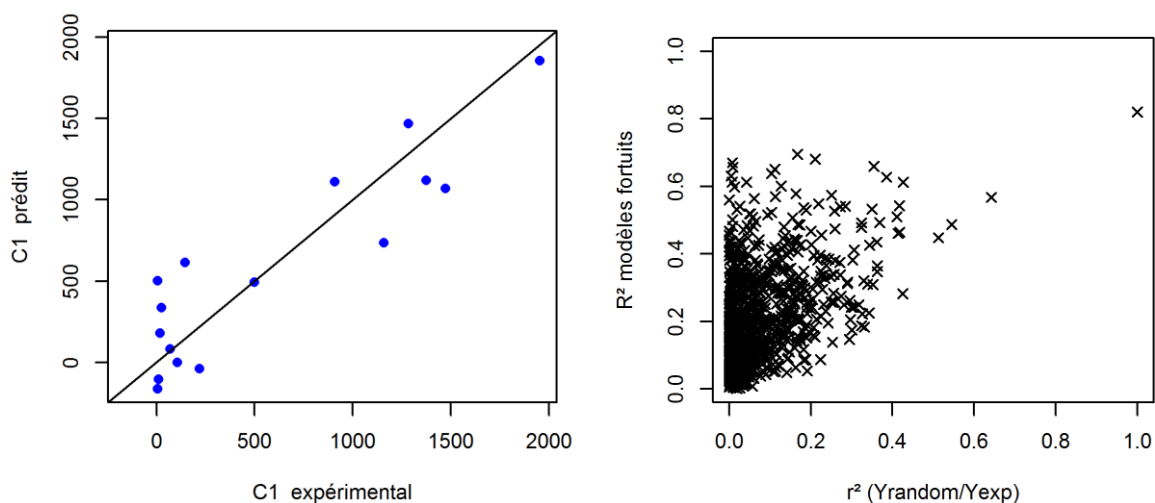 2000
1500
1000
500
0
C1 prédit
0 500 1000 1500 2000
C1 expérimental
1.0
0.8
0.6
0.4
0.2
0.0
R² modèles fortuits
0.0 0.2 0.4 0.6 0.8 1.0
r² (Yrandom/Yexp)